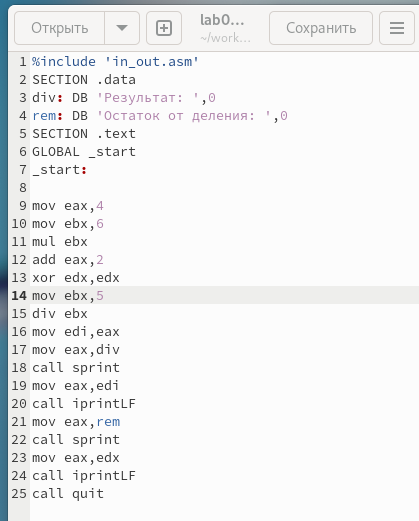 Открыть
lab0...
~/work...
Сохранить
1 %include 'in_out.asm'
2 SECTION .data
3 div: DB 'Результат: ',0
4 rem: DB 'Остаток от деления: ',0
5 SECTION .text
6 GLOBAL _start
7 _start:
8
9 mov eax,4
10 mov ebx,6
11 mul ebx
12 add eax,2
13 xor edx,edx
14 mov ebx,5
15 div ebx
16 mov edi,eax
17 mov eax,div
18 call sprint
19 mov eax,edi
20 call iprintLF
21 mov eax,rem
22 call sprint
23 mov eax,edx
24 call iprintLF
25 call quit